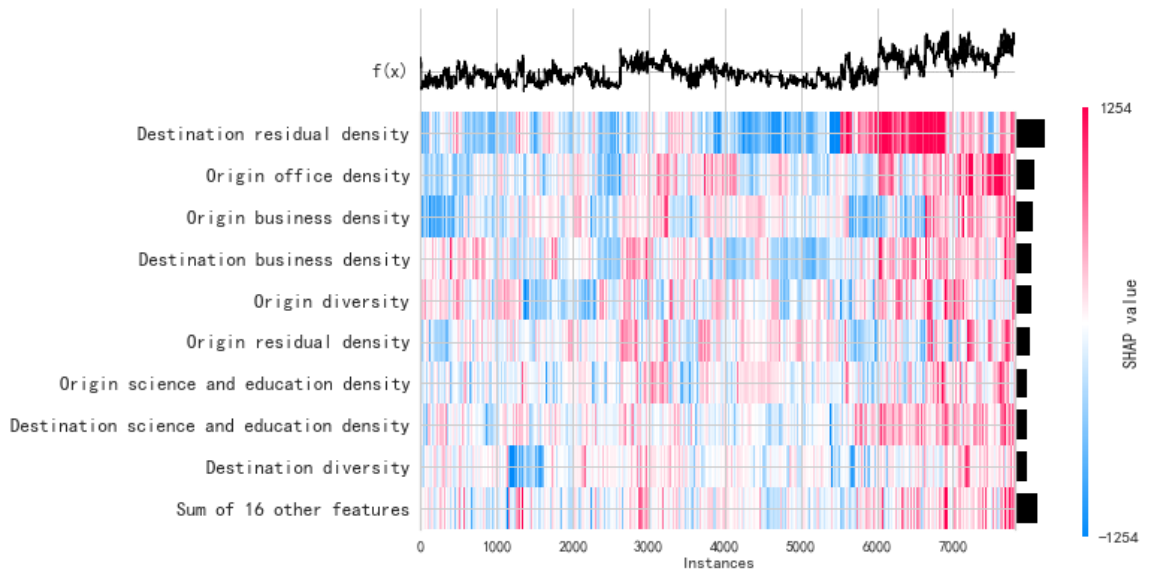 f(x)
Destination residual density
Origin office density
Origin business density
Destination business density
Origin diversity
Origin residual density
Origin science and education density
Destination science and education density
Destination diversity
Sum of 16 other features
0 1000 2000 3000 4000 5000 6000 7000
Instances
1254
SHAP value
-1254